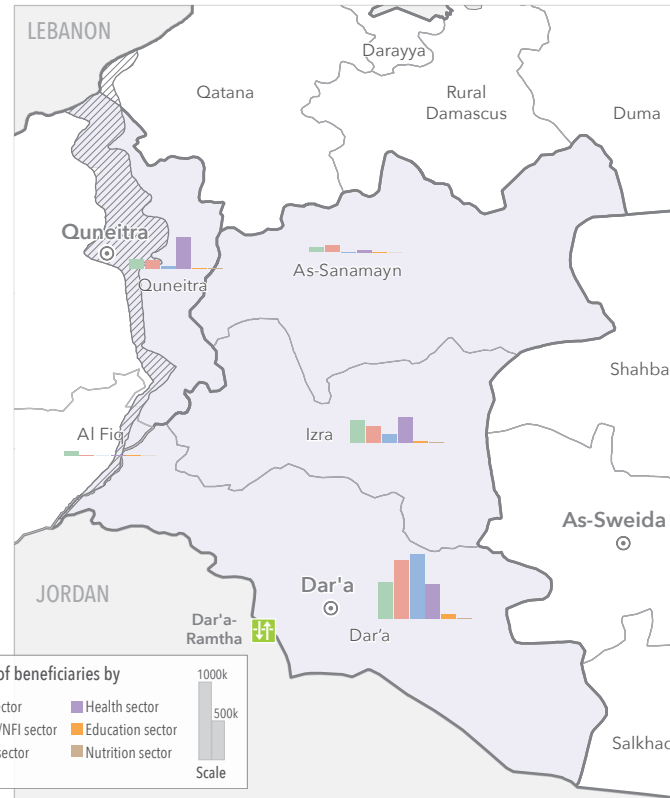 LEBANON
Darayya
Qatana
Rural
Damascus
Duma
Quneitra
Quneitra
As-Sanamayn
Shahba
Al Fiq
Izra
As-Sweida
JORDAN
Dar'a
Dar'a-
Ramtha
Dar'a
of beneficiaries by
ctor
Health sector
/NFI sector
Education sector
sector
Nutrition sector
1000k
500k
Scale
Salkhad